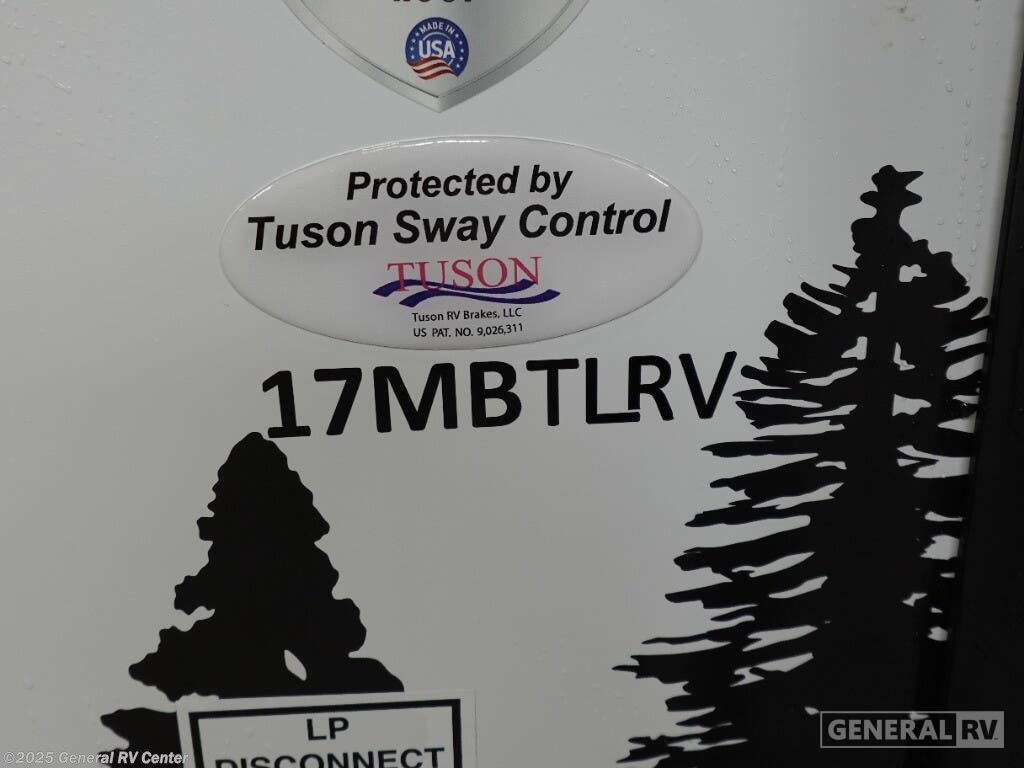 MADE IN
USA
Protected by
Tuson Sway Control
TUSON
Tuson RV Brakes, LLC
US PAT. NO. 9,026,311
17MBTLRV
LP
DISCONNECT
GENERAL RV
©2025 General RV Center